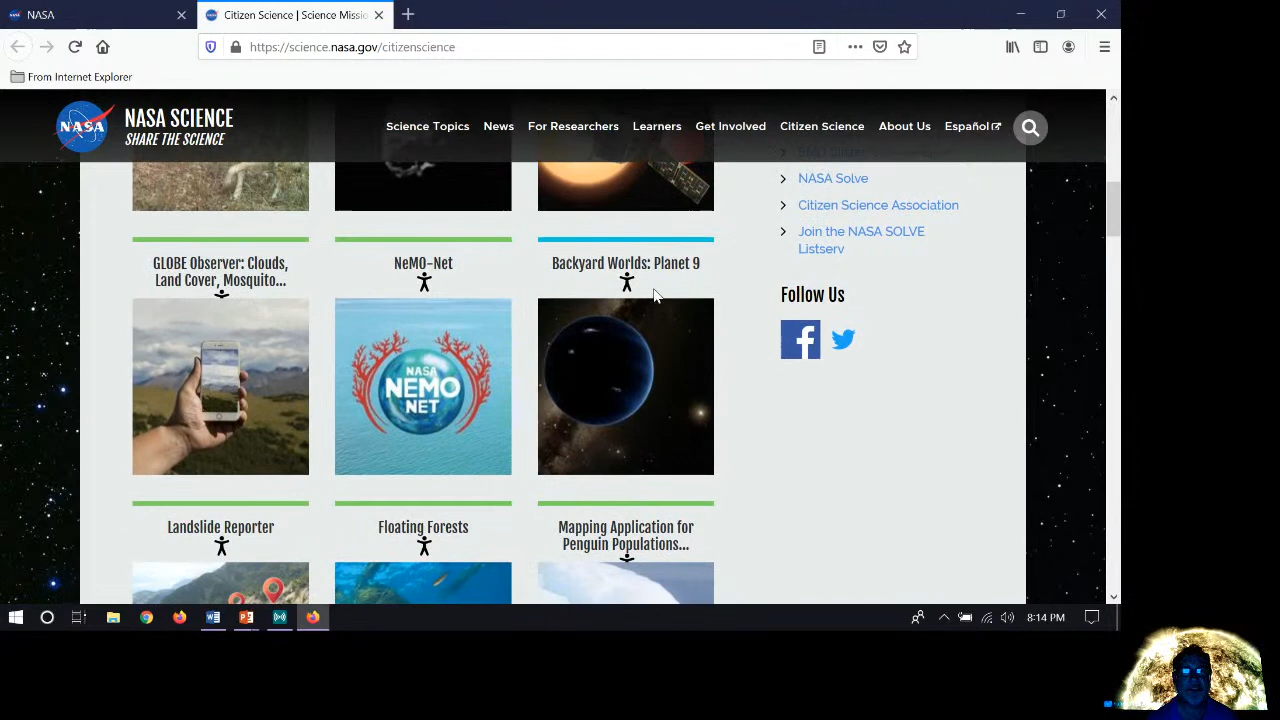 NASA
Citizen Science | Science Missio
https://science.nasa.gov/citizenscience
From Internet Explorer
NASA
NASA SCIENCE
SHARE THE SCIENCE
Science Topics
News
For Researchers
Learners
Get Involved
Citizen Science
About Us
Español
NASA Solve
Citizen Science Association
Join the NASA SOLVE
Listserv
Follow Us
GLOBE Observer: Clouds,
Land Cover, Mosquito...
NeMO-Net
Backyard Worlds: Planet 9
NASA
NEMO
NET
Landslide Reporter
Floating Forests
Mapping Application for
Penguin Populations...
8:14 PM